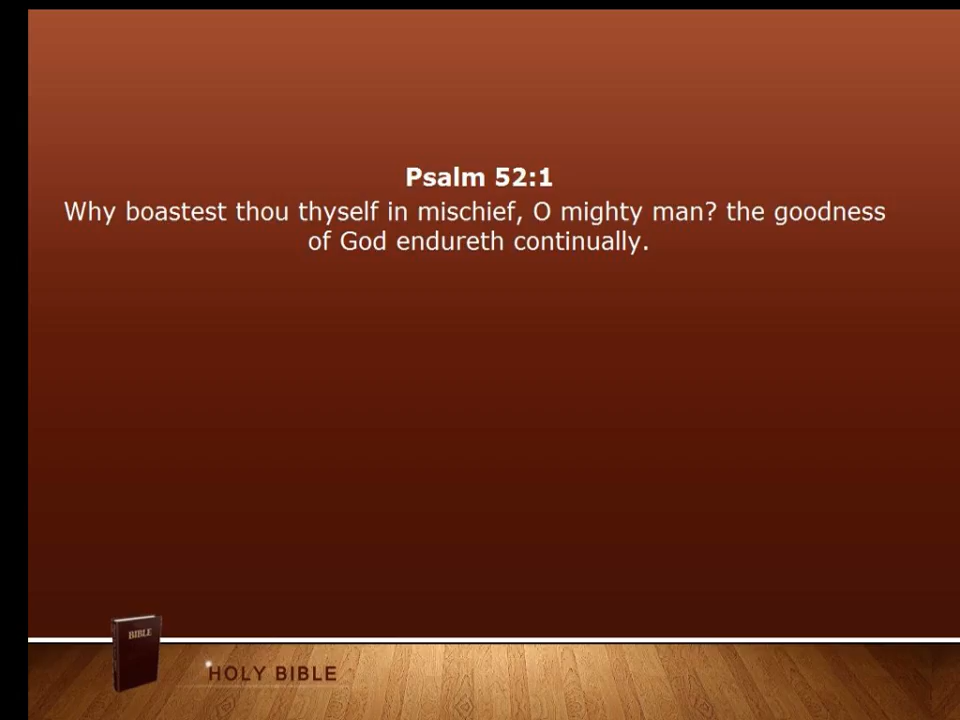 Psalm 52:1
Why boastest thou thyself in mischief, O mighty man? the goodness
of God endureth continually.
BIBLE
HOLY BIBLE